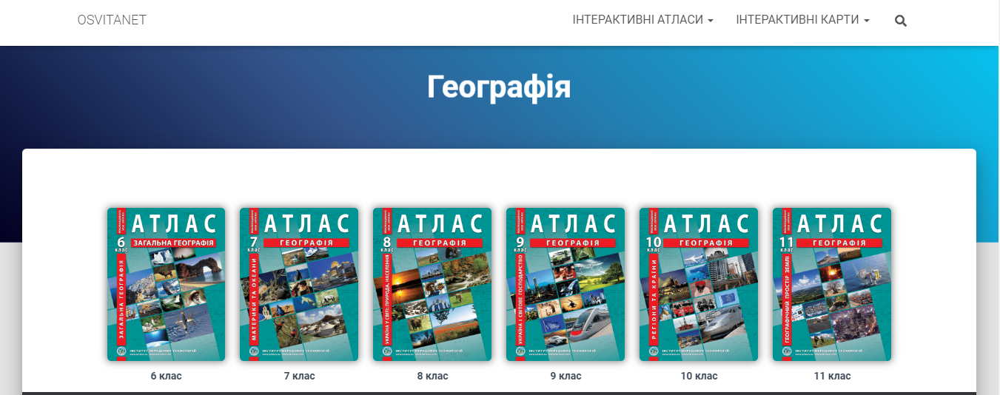 OSVITANET
ІНТЕРАКТИВНІ АТЛАСИ
ІНТЕРАКТИВНІ КАРТИ
Географія
АТЛАС
6 клас
ЗАГАЛЬНА ГЕОГРАФІЯ
ЗАГАЛЬНА ГЕОГРАФІЯ
ІНСТИТУТ ПЕРЕДОВИХ ТЕХНОЛОГІЙ
АТЛАС
7 клас
ГЕОГРАФІЯ
МАТЕРИКИ ТА ОКЕАНИ
ІНСТИТУТ ПЕРЕДОВИХ ТЕХНОЛОГІЙ
АТЛАС
8 клас
ГЕОГРАФІЯ
УКРАЇНА У СВІТІ: ПРИРОДА, НАСЕЛЕННЯ
ІНСТИТУТ ПЕРЕДОВИХ ТЕХНОЛОГІЙ
АТЛАС
9 клас
ГЕОГРАФІЯ
УКРАЇНА І СВІТОВЕ ГОСПОДАРСТВО
ІНСТИТУТ ПЕРЕДОВИХ ТЕХНОЛОГІЙ
АТЛАС
10 клас
ГЕОГРАФІЯ
РЕГІОНИ ТА КРАЇНИ
ІНСТИТУТ ПЕРЕДОВИХ ТЕХНОЛОГІЙ
АТЛАС
11 клас
ГЕОГРАФІЯ
ГЕОГРАФІЧНИЙ ПРОСТІР ЗЕМЛІ
ІНСТИТУТ ПЕРЕДОВИХ ТЕХНОЛОГІЙ
6 клас
7 клас
8 клас
9 клас
10 клас
11 клас